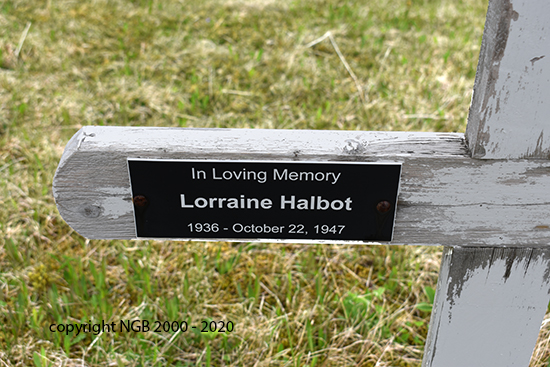 In Loving Memory
Lorraine Halbot
1936 - October 22, 1947
copyright NGB 2000 - 2020